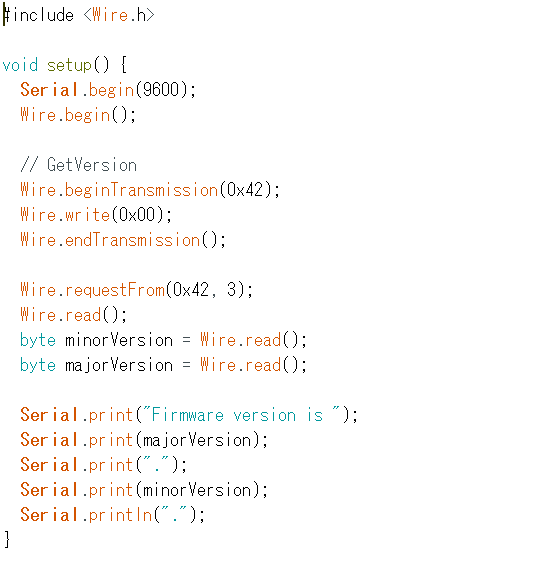 #include <Wire.h>
void setup() {
Serial.begin(9600);
Wire.begin();
// GetVersion
Wire.beginTransmission(0x42);
Wire.write(0x00);
Wire.endTransmission();
Wire.requestFrom(0x42, 3);
Wire.read();
byte minorVersion = Wire.read();
byte majorVersion = Wire.read();
Serial.print("Firmware version is ");
Serial.print(majorVersion);
Serial.print(".");
Serial.print(minorVersion);
Serial.println(".");
}